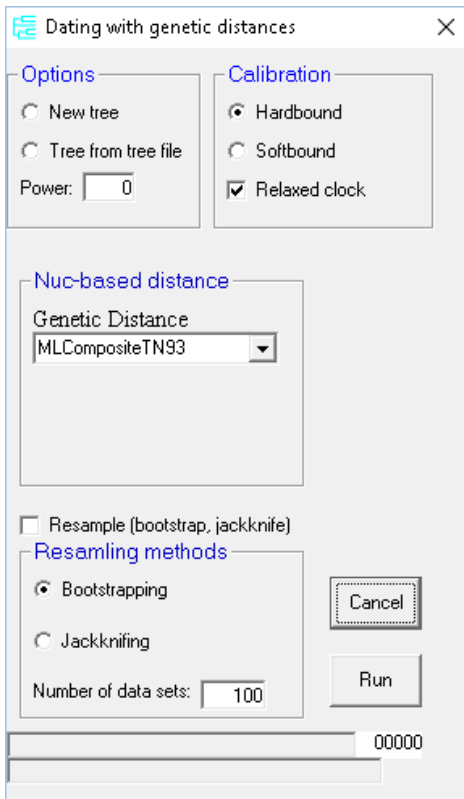 Dating with genetic distances
Options
New tree
Tree from tree file
Power: 0
Calibration
Hardbound
Softbound
Relaxed clock
Nuc-based distance
Genetic Distance
MLCompositeTN93
Resample (bootstrap, jackknife)
Resamling methods
Bootstrapping
Jackknifing
Number of data sets: 100
Cancel
Run
00000